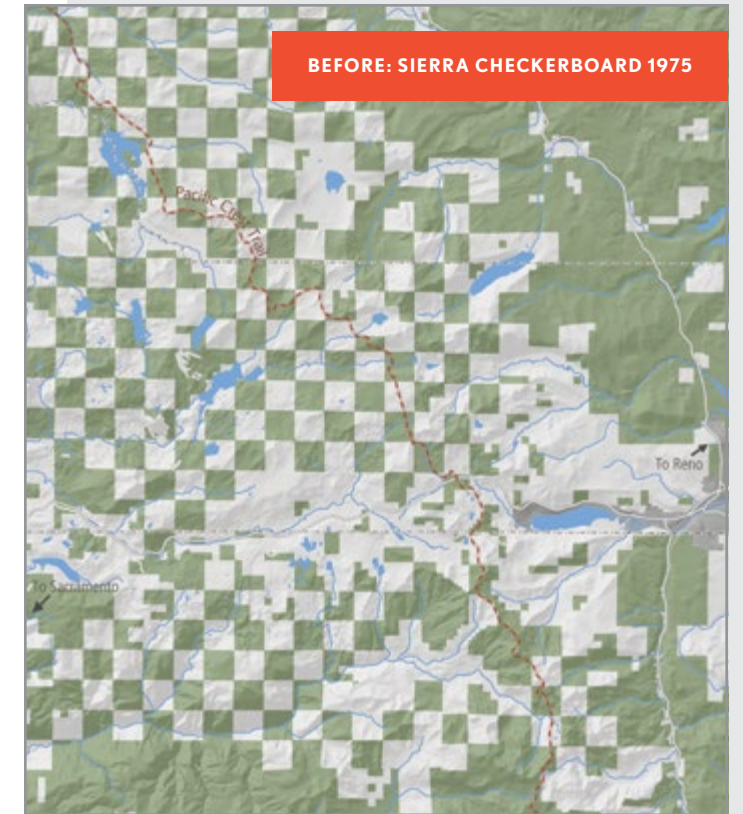 BEFORE: SIERRA CHECKERBOARD 1975
Pacific Crest Trail
To Reno
To Sacramento